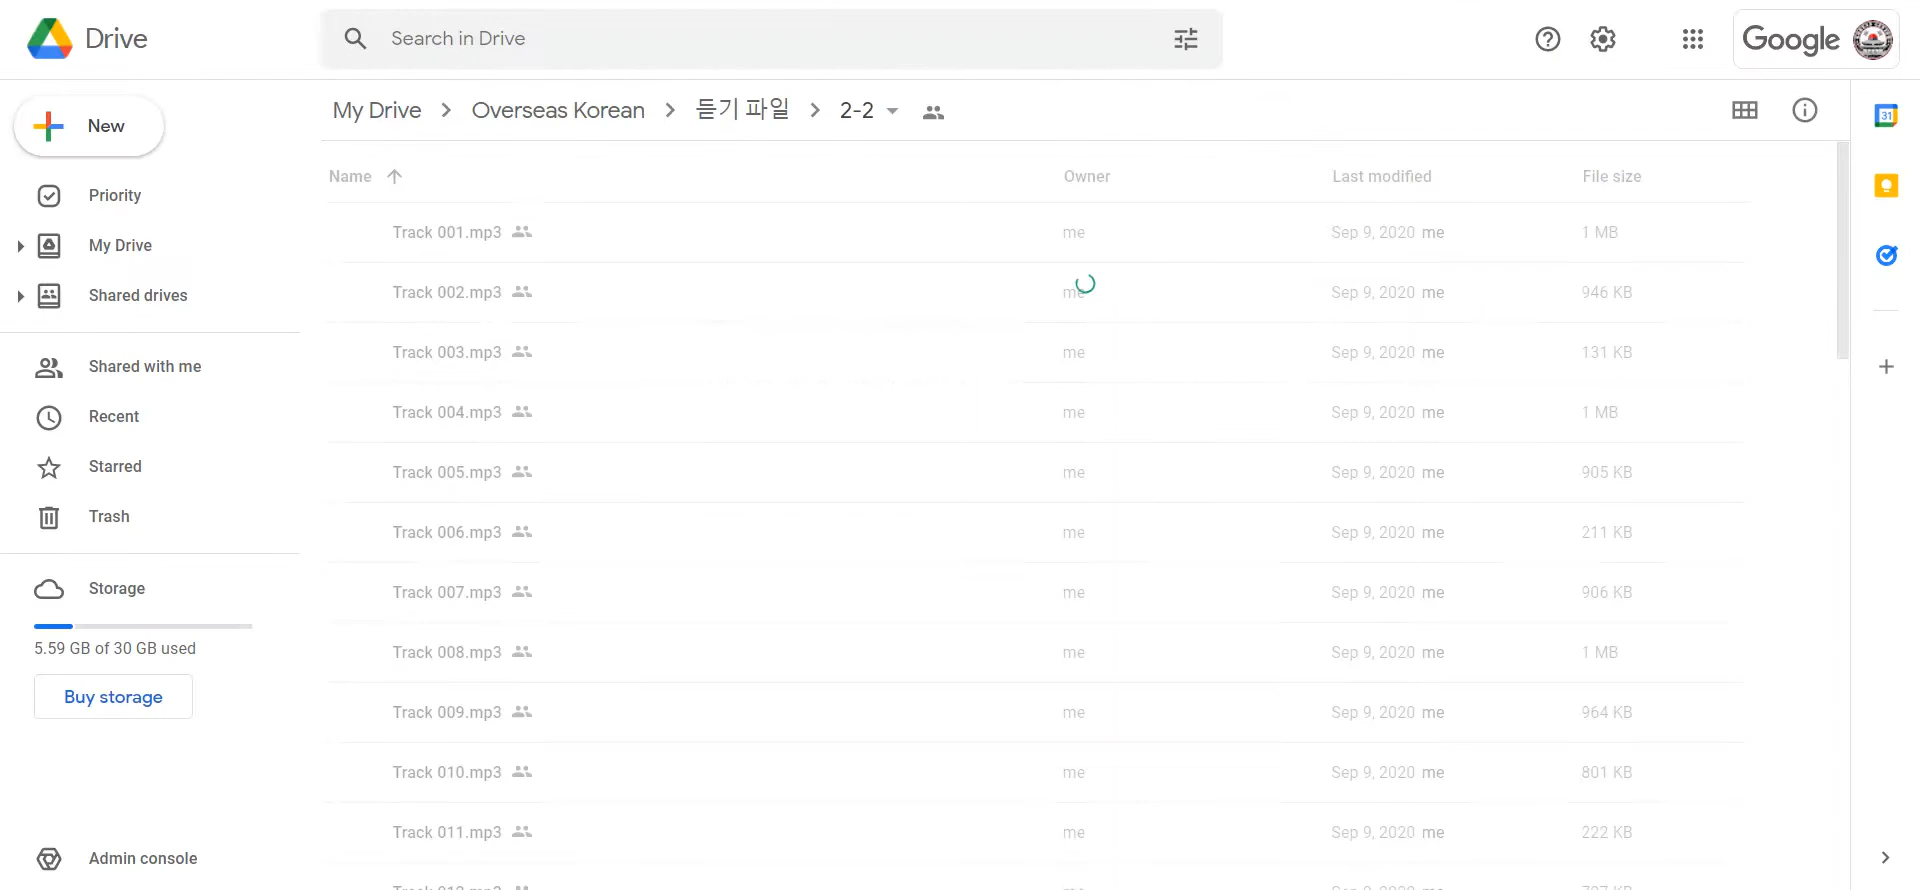 Drive
Search in Drive
Google
New
My Drive
Overseas Korean
듣기 파일
2-2
Priority
My Drive
Shared drives
Shared with me
Recent
Starred
Trash
Storage
5.59 GB of 30 GB used
Buy storage
Admin console
Name Owner Last modified File size
Track 001.mp3 me Sep 9, 2020 me 1 MB
Track 002.mp3 me Sep 9, 2020 me 946 KB
Track 003.mp3 me Sep 9, 2020 me 131 KB
Track 004.mp3 me Sep 9, 2020 me 1 MB
Track 005.mp3 me Sep 9, 2020 me 905 KB
Track 006.mp3 me Sep 9, 2020 me 211 KB
Track 007.mp3 me Sep 9, 2020 me 906 KB
Track 008.mp3 me Sep 9, 2020 me 1 MB
Track 009.mp3 me Sep 9, 2020 me 964 KB
Track 010.mp3 me Sep 9, 2020 me 801 KB
Track 011.mp3 me Sep 9, 2020 me 222 KB
31